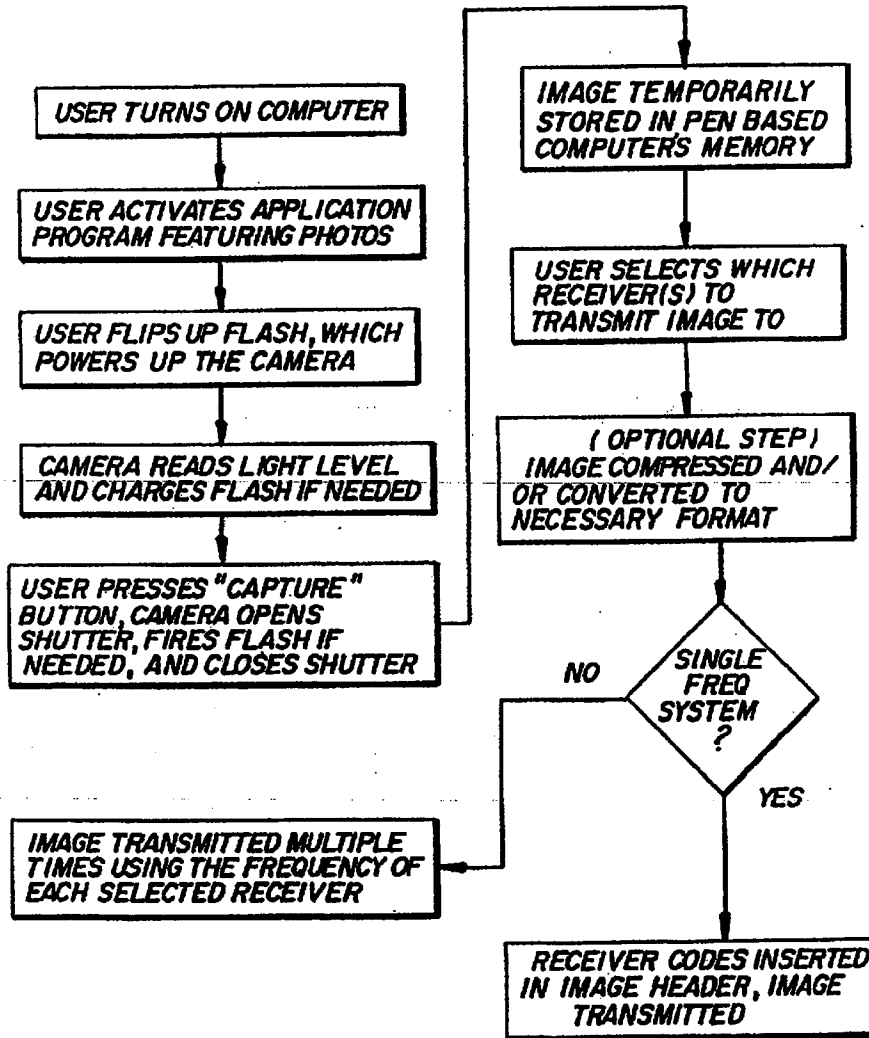 USER TURNS ON COMPUTER
USER ACTIVATES APPLICATION
PROGRAM FEATURING PHOTOS
USER FLIPS UP FLASH, WHICH
POWERS UP THE CAMERA
CAMERA READS LIGHT LEVEL
AND CHARGES FLASH IF NEEDED
USER PRESSES "CAPTURE"
BUTTON, CAMERA OPENS
SHUTTER, FIRES FLASH IF
NEEDED, AND CLOSES SHUTTER
IMAGE TEMPORARILY
STORED IN PEN BASED
COMPUTER'S MEMORY
USER SELECTS WHICH
RECEIVER(S) TO
TRANSMIT IMAGE TO
(OPTIONAL STEP)
IMAGE COMPRESSED AND/
OR CONVERTED TO
NECESSARY FORMAT
SINGLE
FREQ
SYSTEM
?
NO
YES
IMAGE TRANSMITTED MULTIPLE
TIMES USING THE FREQUENCY OF
EACH SELECTED RECEIVER
RECEIVER CODES INSERTED
IN IMAGE HEADER, IMAGE
TRANSMITTED